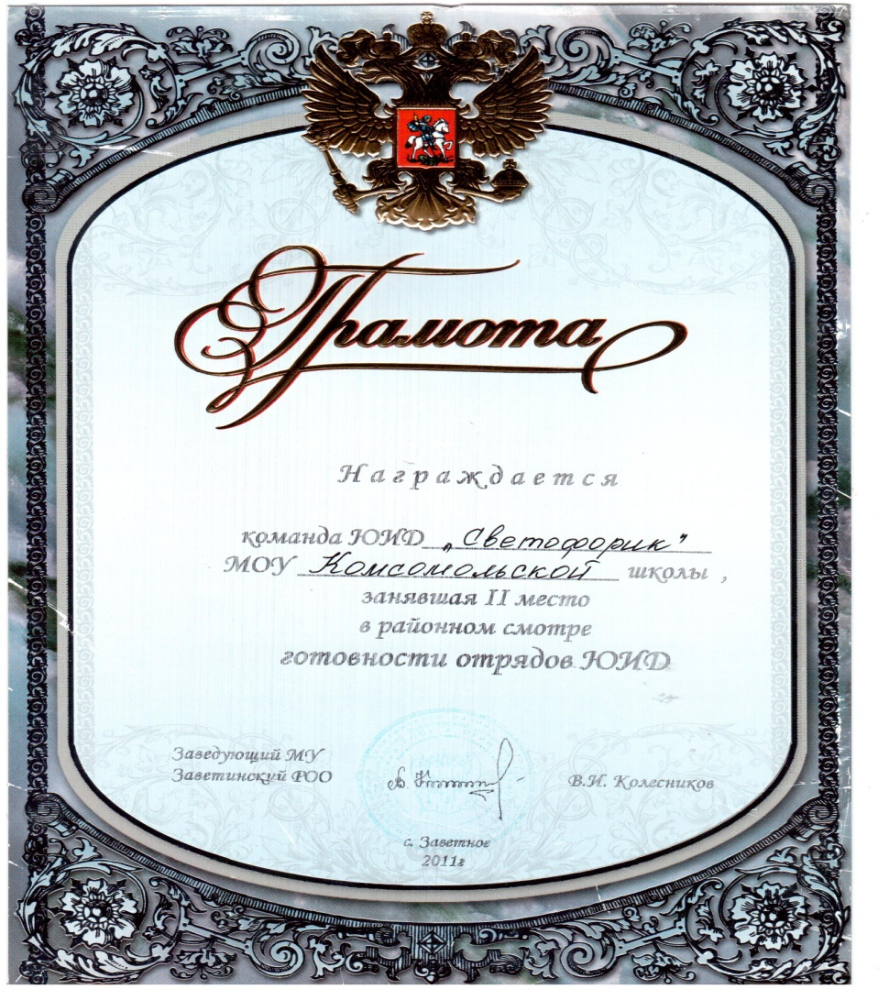 Грамота
Награждается
команда ЮИД „Светофорик"
МОУ Комсомольской школы ,
занявшая II место
в районном смотре
готовности отрядов ЮИД
Заведующий МУ
Заветинский РОО
В.И. Колесников
с. Заветное
2011г